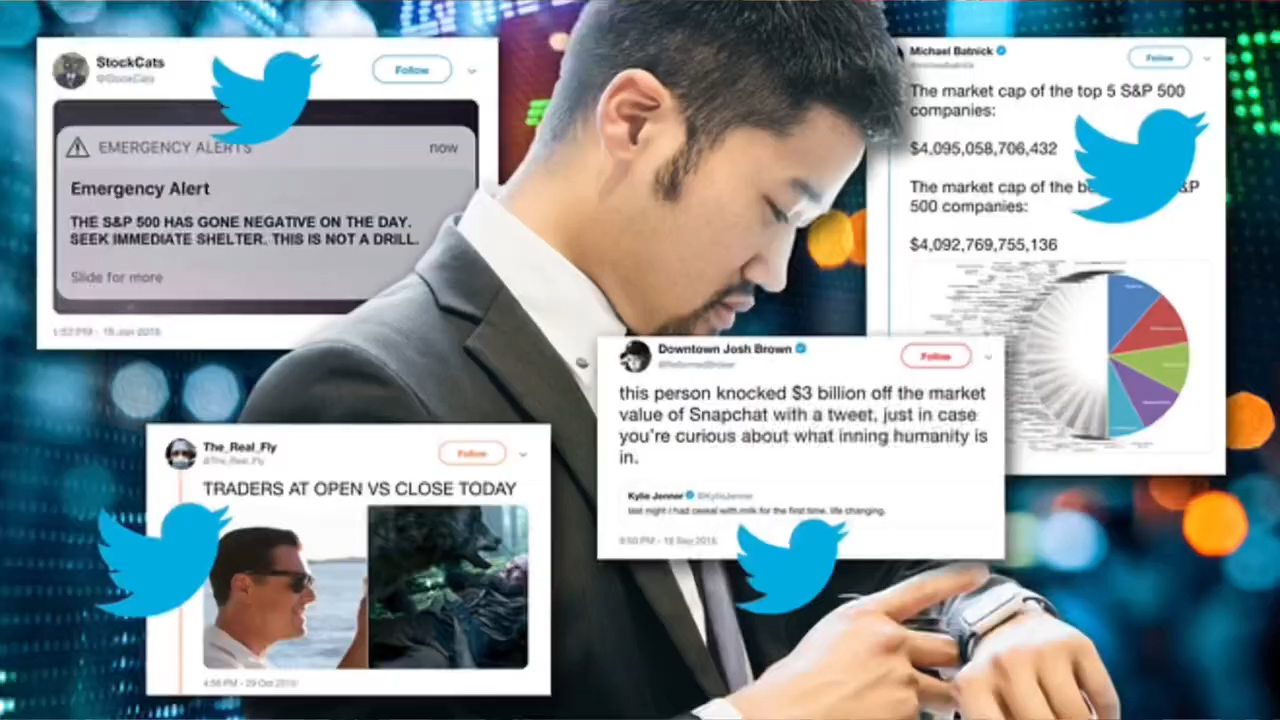 StockCats
@StockCats
Follow
EMERGENCY ALERTS
now
Emergency Alert
THE S&P 500 HAS GONE NEGATIVE ON THE DAY.
SEEK IMMEDIATE SHELTER. THIS IS NOT A DRILL.
Slide for more
Michael Batnick
Follow
The market cap of the top 5 S&P 500
companies:
$4,095,058,706,432
The market cap of the S&P
500 companies:
$4,092,769,755,136
Downtown Josh Brown
@ReformedBroker
Follow
this person knocked $3 billion off the market
value of Snapchat with a tweet, just in case
you're curious about what inning humanity is
in.
Kylie Jenner @KylieJenner
last night i had cereal with milk for the first time. life changing.
The_Real_Fly
@The_Real_Fly
Follow
TRADERS AT OPEN VS CLOSE TODAY